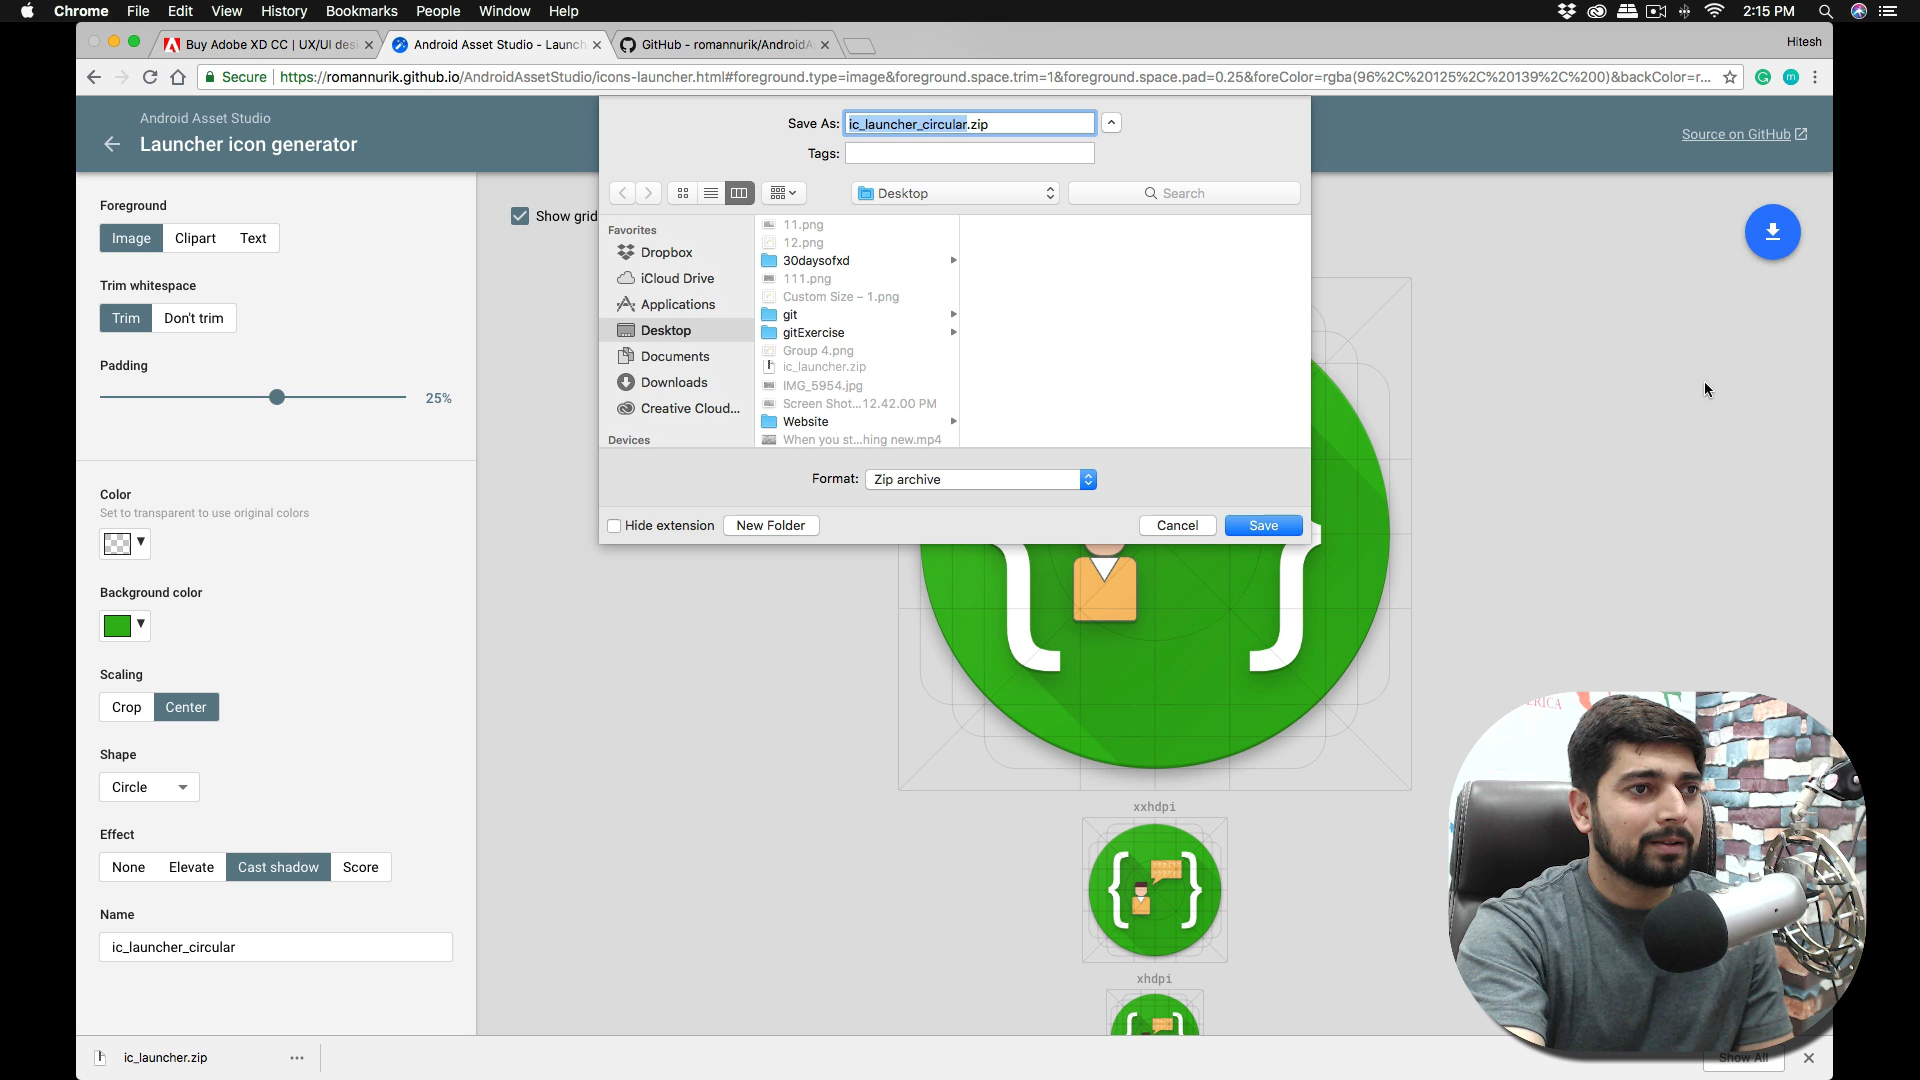 Chrome File Edit View History Bookmarks People Window Help 2:15 PM
Buy Adobe XD CC | UX/UI desi
Android Asset Studio - Launch
GitHub - romannurik/AndroidA
Hitesh
Secure https://romannurik.github.io/AndroidAssetStudio/icons-launcher.html#foreground.type=image&foreground.space.trim=1&foreground.space.pad=0.25&foreColor=rgba(96%2C%20125%2C%20139%2C%200)&backColor=r...
Android Asset Studio
Launcher icon generator
Source on GitHub
Foreground
Image Clipart Text
Trim whitespace
Trim Don't trim
Padding
25%
Color
Set to transparent to use original colors
Background color
Scaling
Crop Center
Shape
Circle
Effect
None Elevate Cast shadow Score
Name
ic_launcher_circular
Show grid
Save As: ic_launcher_circular.zip
Tags:
Desktop
Search
Favorites
Dropbox
iCloud Drive
Applications
Desktop
Documents
Downloads
Creative Cloud...
Devices
11.png
12.png
30daysofxd
111.png
Custom Size – 1.png
git
gitExercise
Group 4.png
ic_launcher.zip
IMG_5954.jpg
Screen Shot...12.42.00 PM
Website
When you st...hing new.mp4
Format: Zip archive
Hide extension New Folder Cancel Save
xxhdpi
xhdpi
ic_launcher.zip
Show All